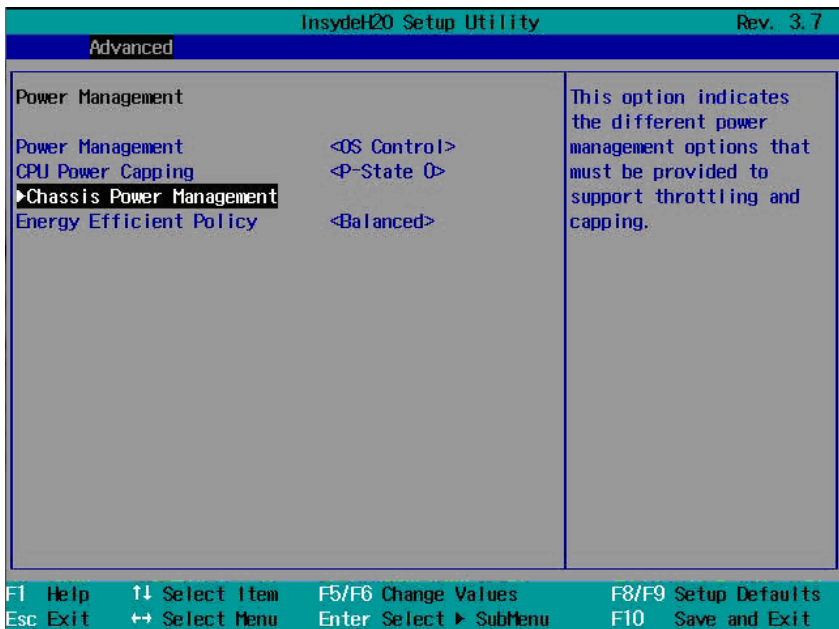 InsydeH2O Setup Utility Rev. 3.7
Advanced
Power Management
Power Management <OS Control>
CPU Power Capping <P-State 0>
▶Chassis Power Management
Energy Efficient Policy <Balanced>
This option indicates
the different power
management options that
must be provided to
support throttling and
capping.
F1 Help ↑↓ Select Item F5/F6 Change Values F8/F9 Setup Defaults
Esc Exit ↔ Select Menu Enter Select ▶ SubMenu F10 Save and Exit